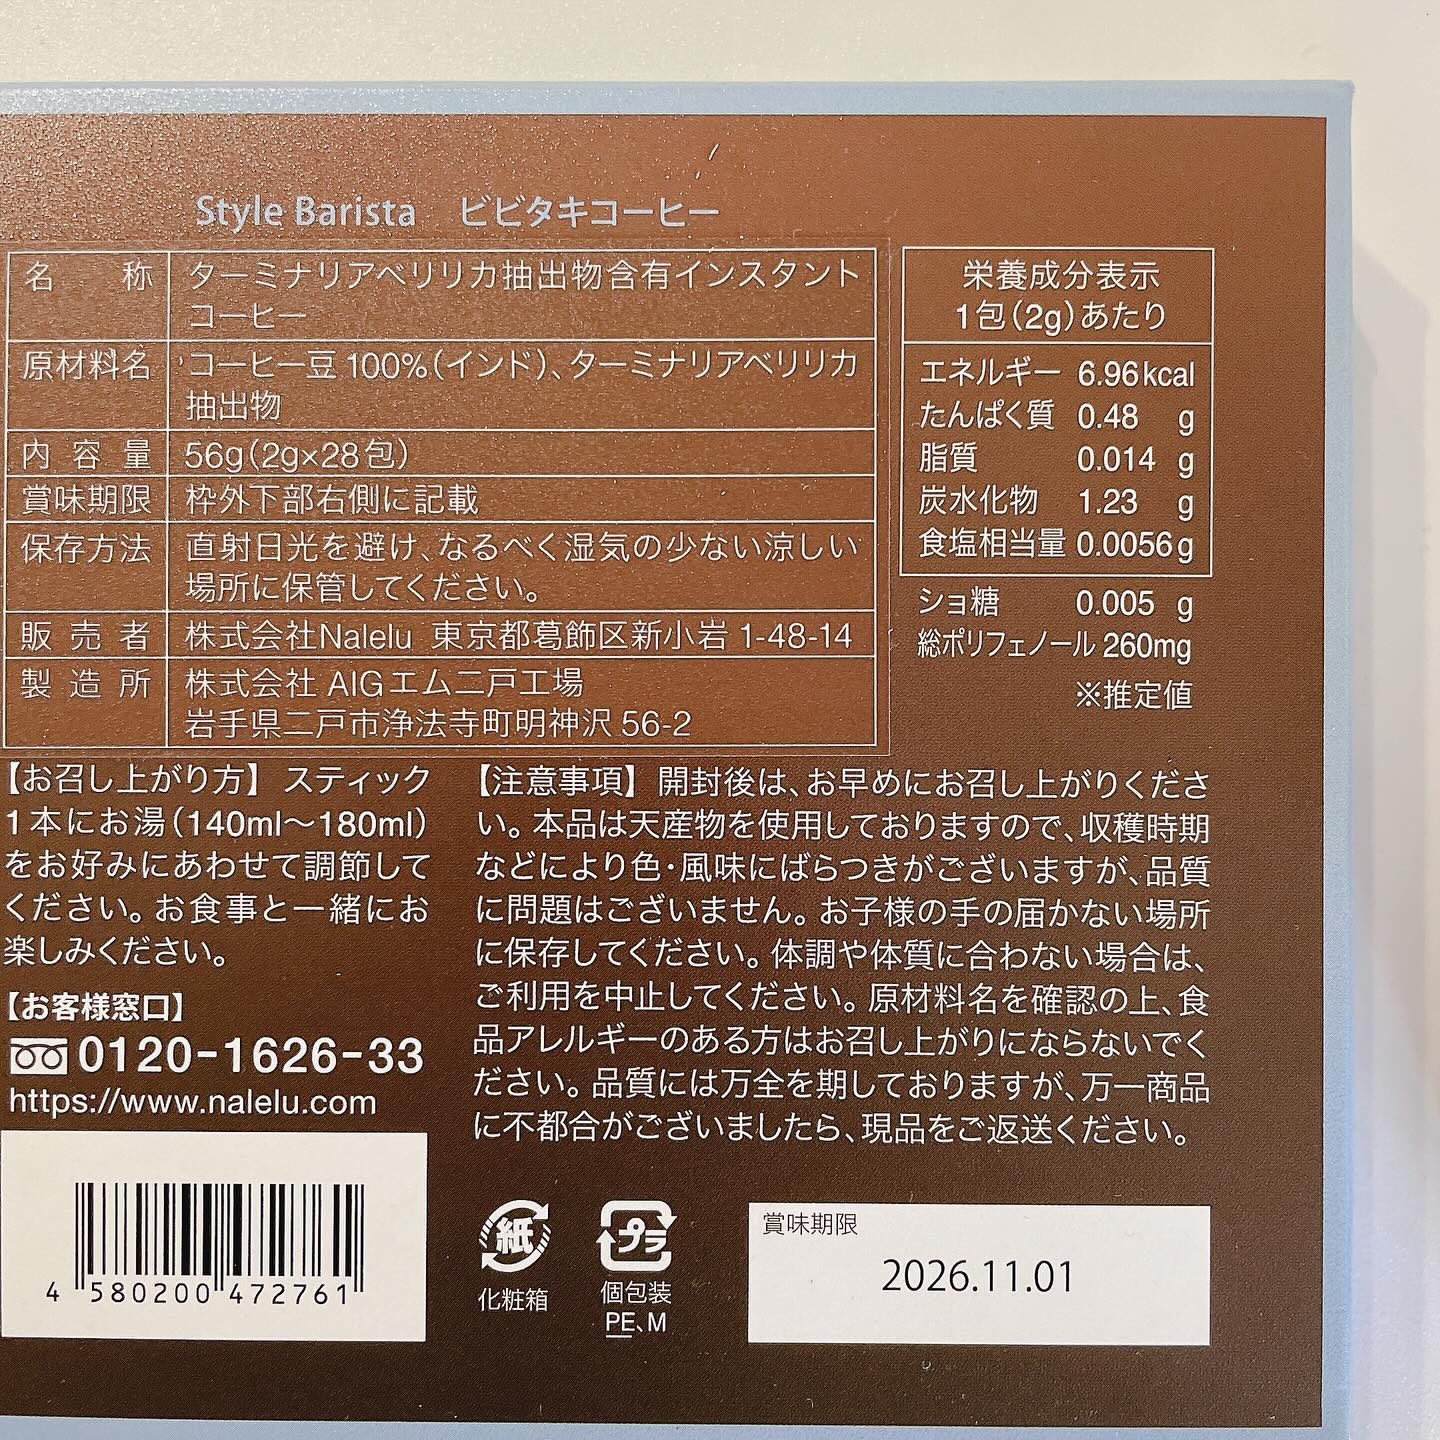 Style Barista ビビタキコーヒー
名称 ターミナリアベリリカ抽出物含有インスタント
コーヒー
原材料名 コーヒー豆100%(インド)、ターミナリアベリリカ
抽出物
内容量 56g(2g×28包)
賞味期限 枠外下部右側に記載
保存方法 直射日光を避け、なるべく湿気の少ない涼しい
場所に保管してください。
販売者 株式会社Nalelu 東京都葛飾区新小岩 1-48-14
製造所 株式会社 AIGエム二戸工場
岩手県二戸市浄法寺町明神沢 56-2
栄養成分表示
1包(2g)あたり
エネルギー 6.96kcal
たんぱく質 0.48 g
脂質 0.014 g
炭水化物 1.23 g
食塩相当量 0.0056g
ショ糖 0.005 g
総ポリフェノール 260mg
※推定値
【お召し上がり方】 スティック
1本にお湯(140ml〜180ml)
をお好みにあわせて調節して
ください。お食事と一緒にお
楽しみください。
【お客様窓口】
0120-1626-33
https://www.nalelu.com
【注意事項】 開封後は、お早めにお召し上がりくださ
い。本品は天産物を使用しておりますので、収穫時期
などにより色・風味にばらつきがございますが、品質
に問題はございません。お子様の手の届かない場所
に保存してください。体調や体質に合わない場合は、
ご利用を中止してください。原材料名を確認の上、食
品アレルギーのある方はお召し上がりにならないでく
ださい。品質には万全を期しておりますが、万一商品
に不都合がございましたら、現品をご返送ください。
4 580200 472761
紙
化粧箱
プラ
個包装
PE、M
賞味期限
2026.11.01